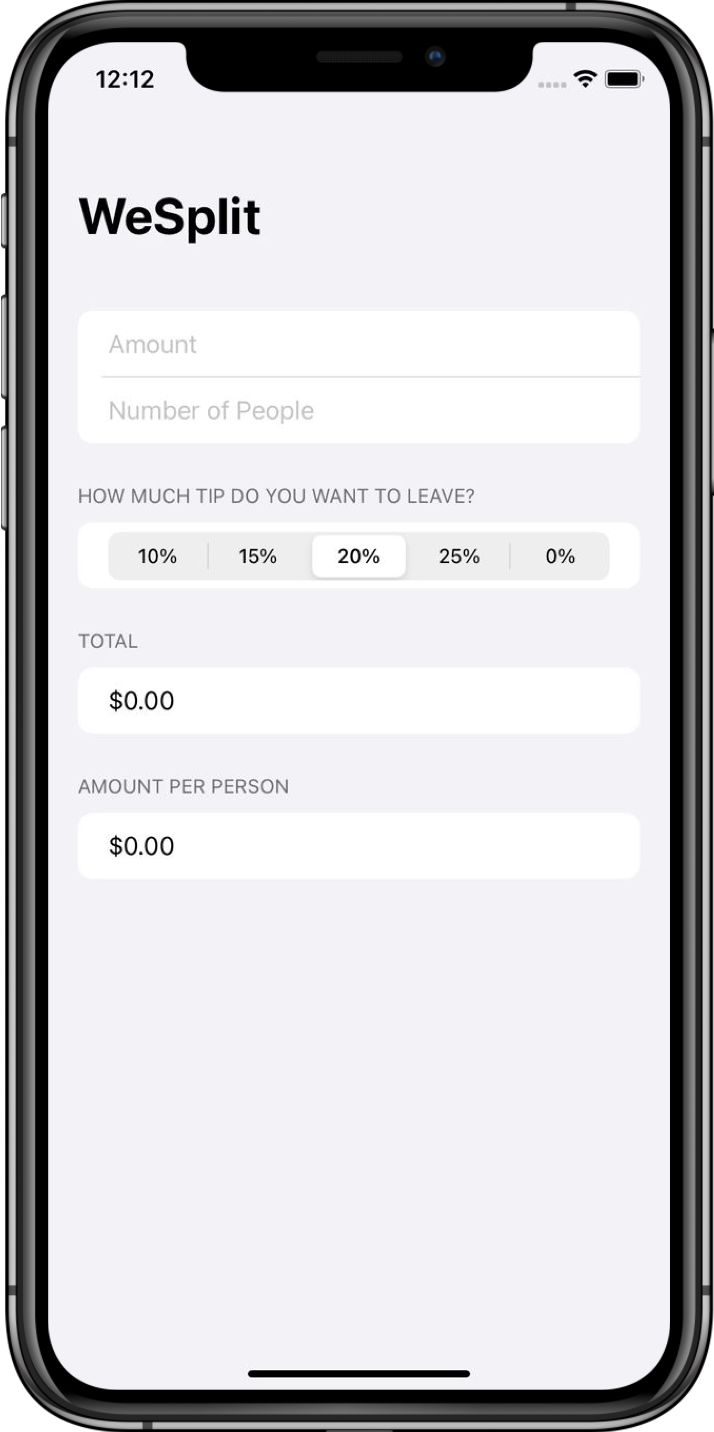 12:12
WeSplit
Amount
Number of People
HOW MUCH TIP DO YOU WANT TO LEAVE?
10% 15% 20% 25% 0%
TOTAL
$0.00
AMOUNT PER PERSON
$0.00